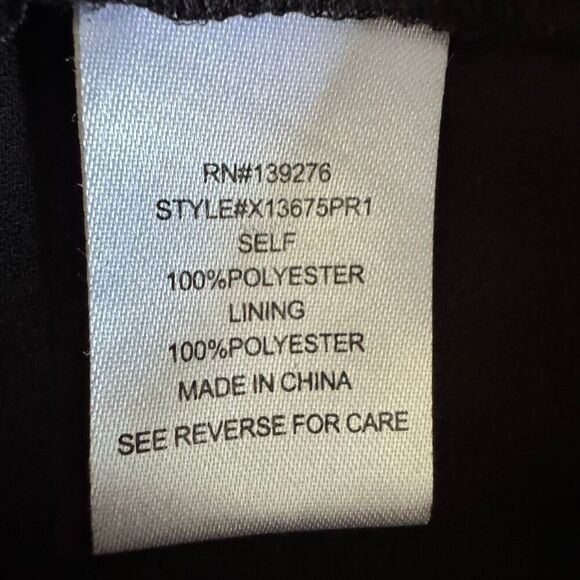 RN#139276
STYLE#X13675PR1
SELF
100%POLYESTER
LINING
100%POLYESTER
MADE IN CHINA
SEE REVERSE FOR CARE